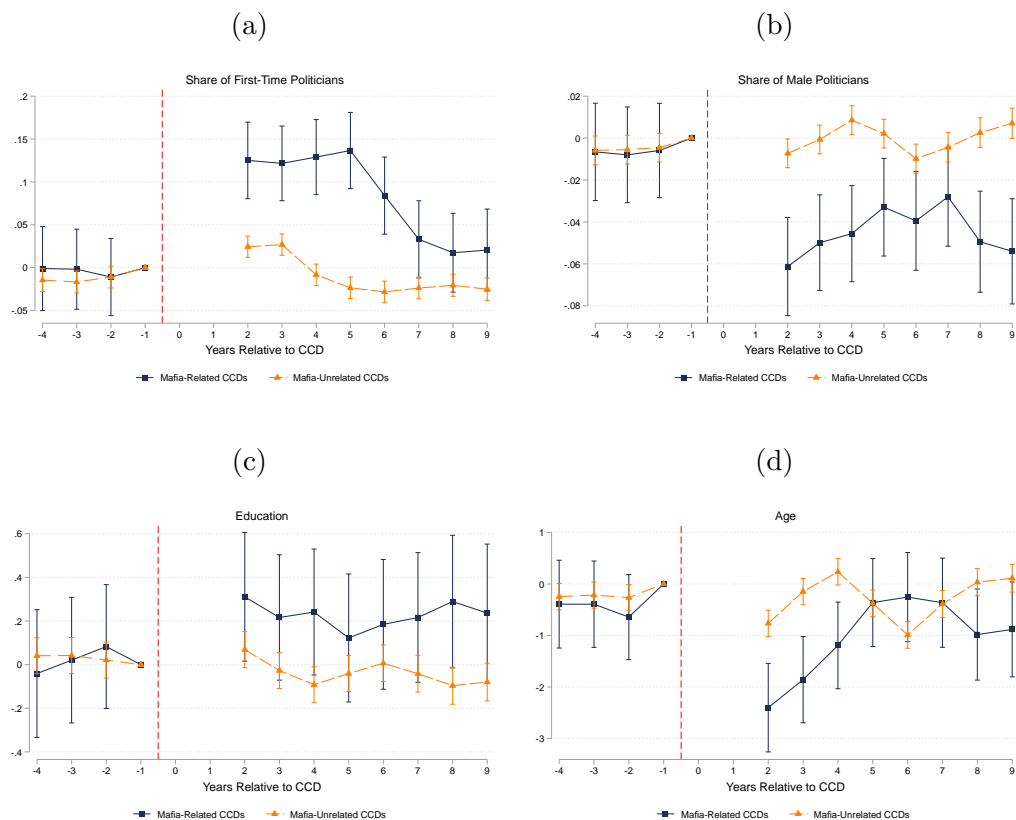 (a)
Share of First-Time Politicians
.2
.15
.1
.05
0
-.05
-4 -3 -2 -1 0 1 2 3 4 5 6 7 8 9
Years Relative to CCD
Mafia-Related CCDs Mafia-Unrelated CCDs
(b)
Share of Male Politicians
.02
0
-.02
-.04
-.06
-.08
-4 -3 -2 -1 0 1 2 3 4 5 6 7 8 9
Years Relative to CCD
Mafia-Related CCDs Mafia-Unrelated CCDs
(c)
Education
.6
.4
.2
0
-.2
-.4
-4 -3 -2 -1 0 1 2 3 4 5 6 7 8 9
Years Relative to CCD
Mafia-Related CCDs Mafia-Unrelated CCDs
(d)
Age
1
0
-1
-2
-3
-4 -3 -2 -1 0 1 2 3 4 5 6 7 8 9
Years Relative to CCD
Mafia-Related CCDs Mafia-Unrelated CCDs